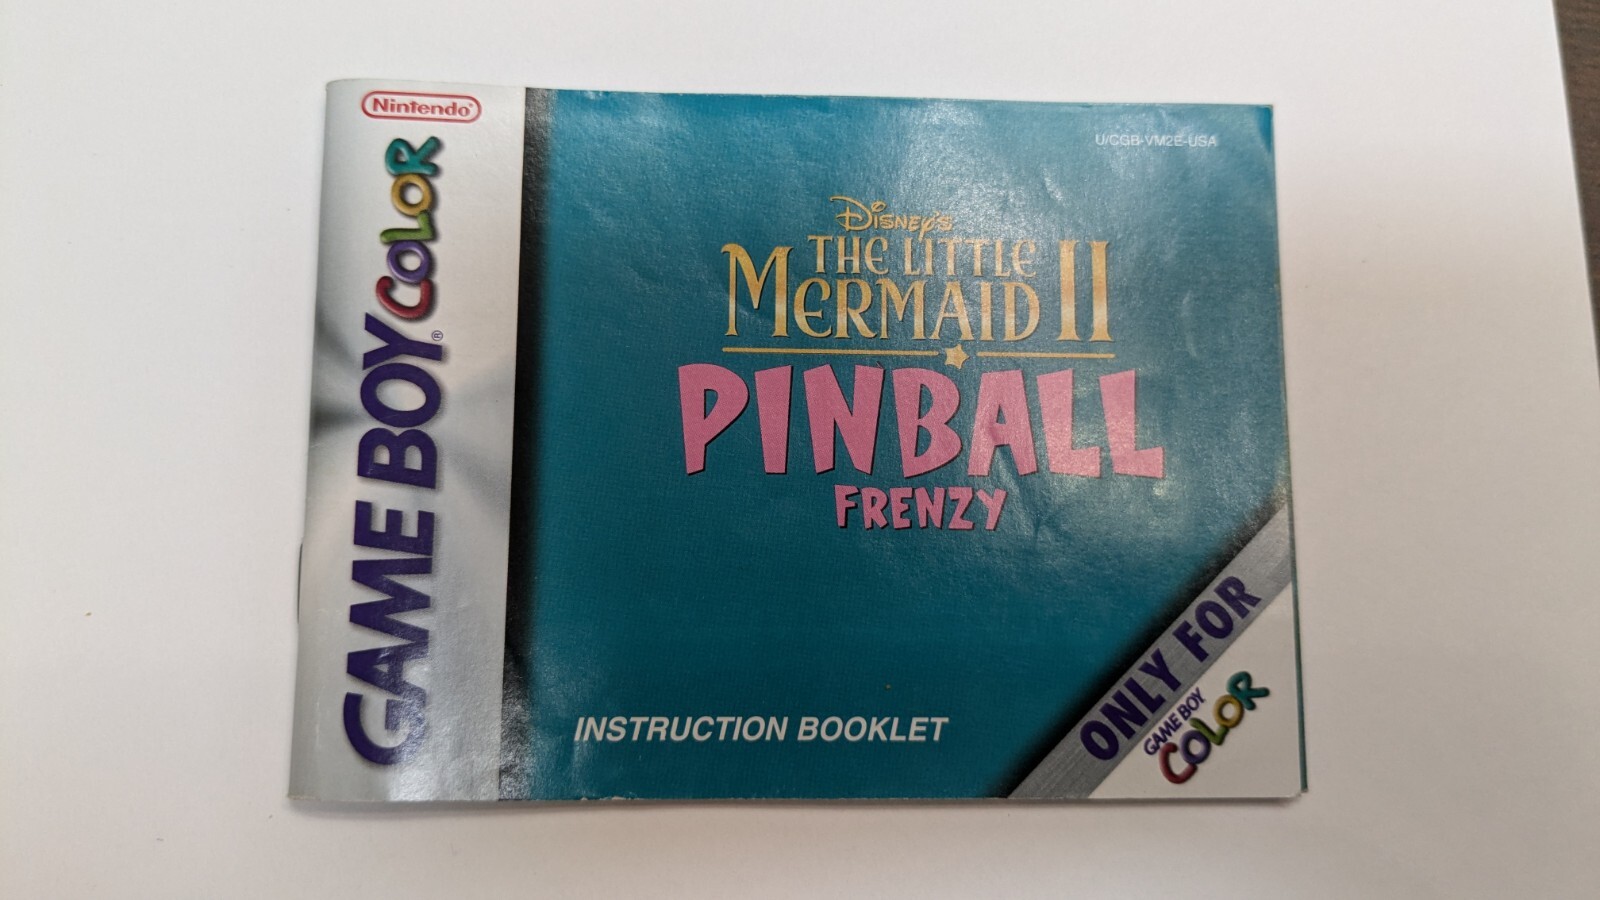 Nintendo®
GAME BOY® COLOR
U/CGB-VM2E-USA
Disney's
THE LITTLE
MERMAID II
PINBALL
FRENZY
INSTRUCTION BOOKLET
ONLY FOR
GAME BOY
COLOR